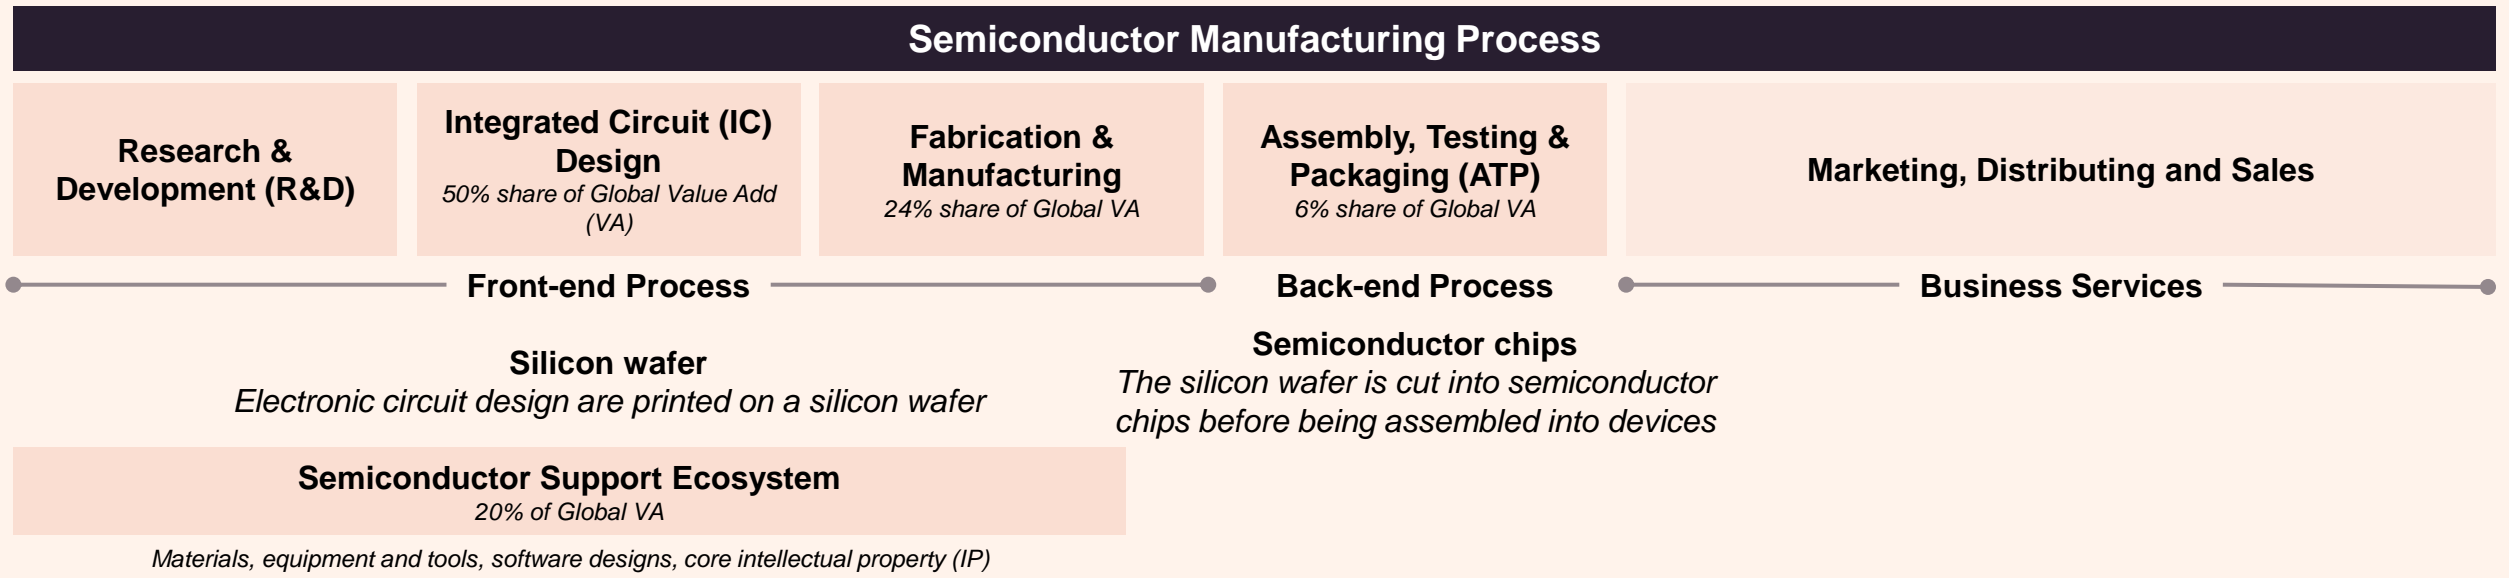 Semiconductor Manufacturing Process
Research &
Development (R&D)
Integrated Circuit (IC)
Design
50% share of Global Value Add
(VA)
Fabrication &
Manufacturing
24% share of Global VA
Assembly, Testing &
Packaging (ATP)
6% share of Global VA
Marketing, Distributing and Sales
Front-end Process
Back-end Process
Business Services
Silicon wafer
Electronic circuit design are printed on a silicon wafer
Semiconductor chips
The silicon wafer is cut into semiconductor
chips before being assembled into devices
Semiconductor Support Ecosystem
20% of Global VA
Materials, equipment and tools, software designs, core intellectual property (IP)